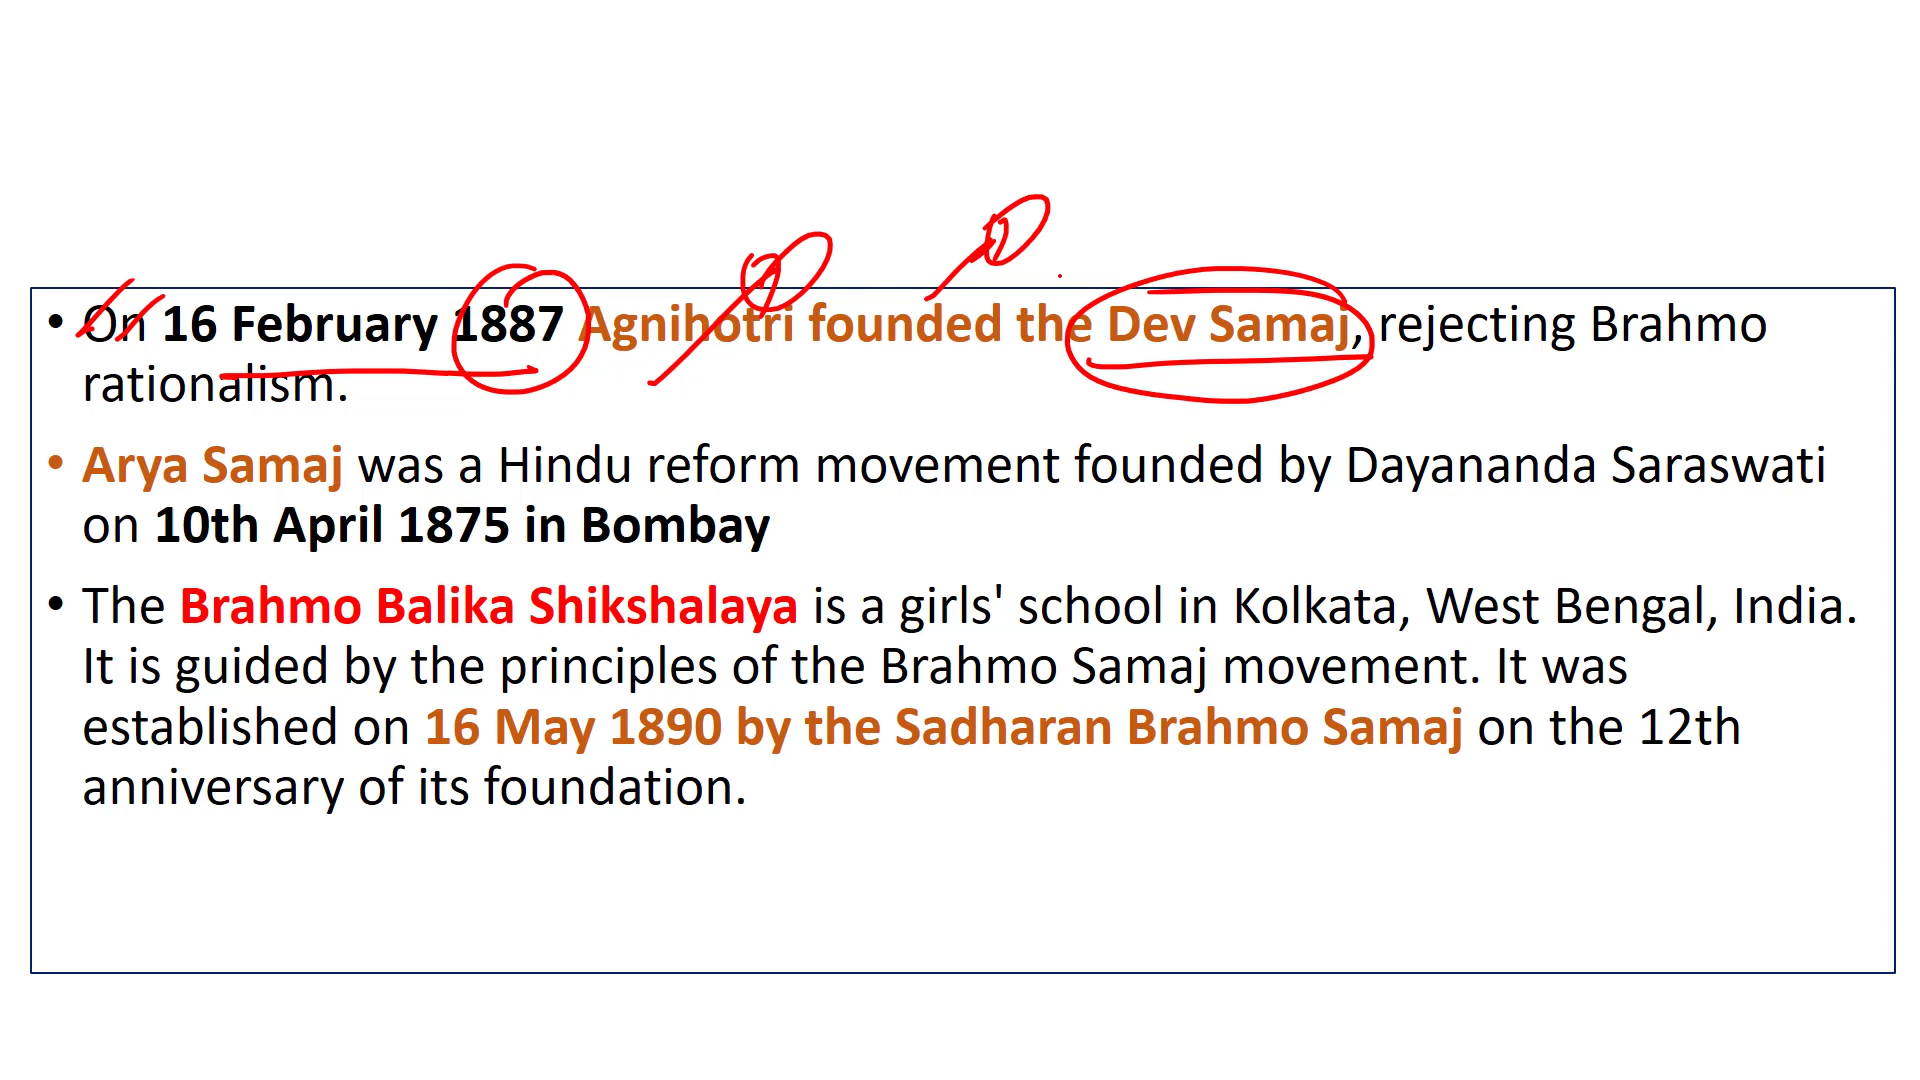 • On 16 February 1887 Agnihotri founded the Dev Samaj, rejecting Brahmo
rationalism.
• Arya Samaj was a Hindu reform movement founded by Dayananda Saraswati
on 10th April 1875 in Bombay
• The Brahmo Balika Shikshalaya is a girls' school in Kolkata, West Bengal, India.
It is guided by the principles of the Brahmo Samaj movement. It was
established on 16 May 1890 by the Sadharan Brahmo Samaj on the 12th
anniversary of its foundation.